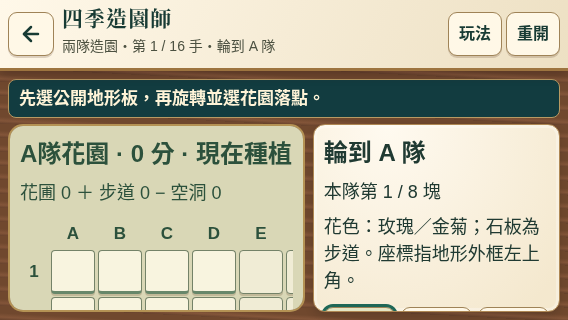 四季造園師
兩隊造園・第 1 / 16 手・輪到 A 隊
玩法
重開
先選公開地形板，再旋轉並選花園落點。
A隊花園 · 0 分 · 現在種植
花圃 0 ＋ 步道 0 − 空洞 0
A B C D E
1
輪到 A 隊
本隊第 1 / 8 塊
花色：玫瑰／金菊；石板為
步道。座標指地形外框左上
角。